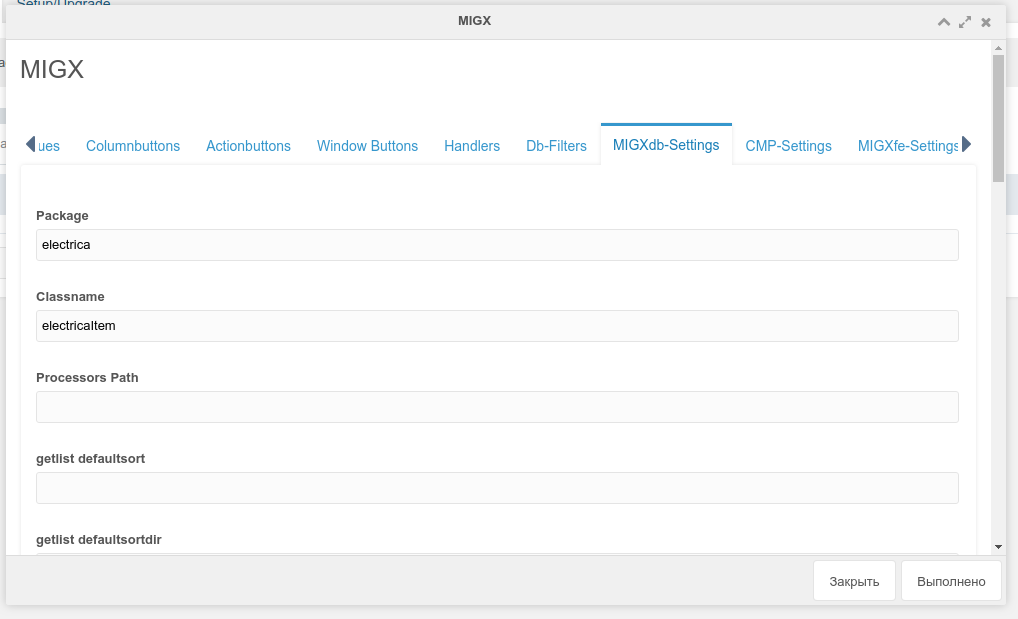 Setup/Upgrade
MIGX
MIGX
ues Columnbuttons Actionbuttons Window Buttons Handlers Db-Filters MIGXdb-Settings CMP-Settings MIGXfe-Settings
Package
electrica
Classname
electricaItem
Processors Path
getlist defaultsort
getlist defaultsortdir
Закрыть Выполнено